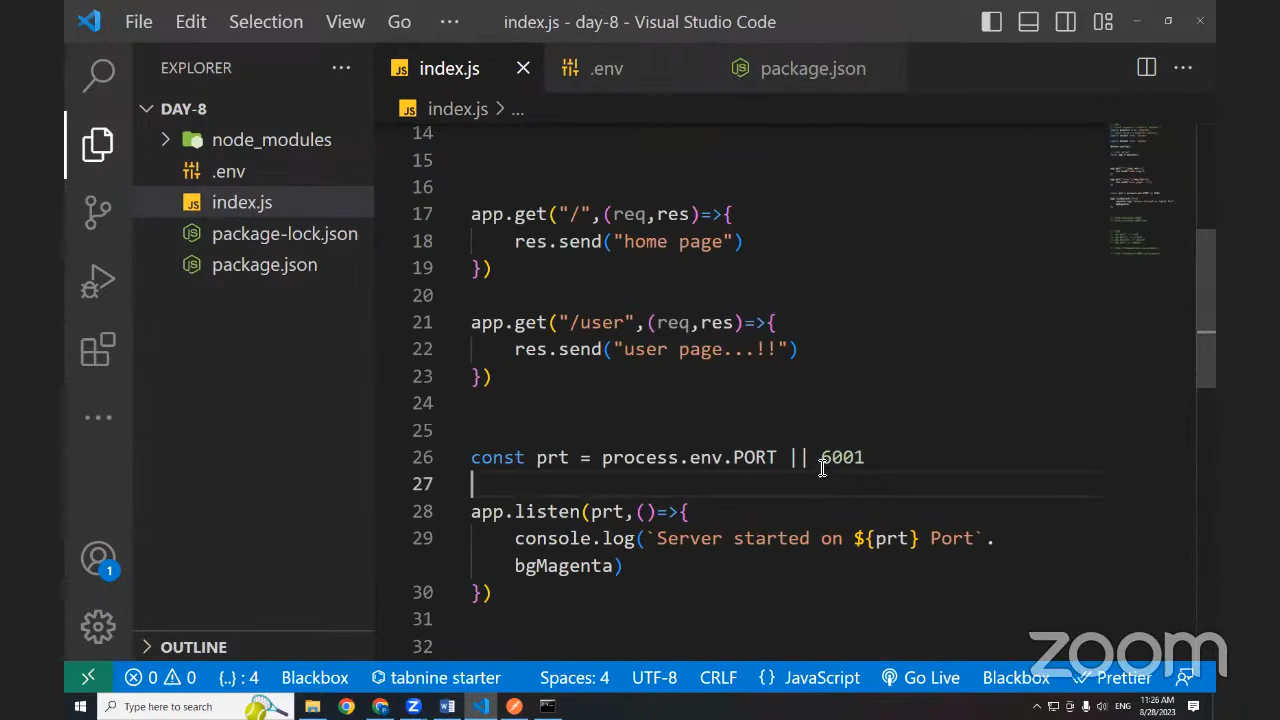 File Edit Selection View Go ··· index.js - day-8 - Visual Studio Code
EXPLORER ···
index.js
.env
package.json
DAY-8
index.js > ...
node_modules
.env
index.js
package-lock.json
package.json
14
15
16
17 app.get("/",(req,res)=>{
18 res.send("home page")
19 })
20
21 app.get("/user",(req,res)=>{
22 res.send("user page...!!")
23 })
24
25
26 const prt = process.env.PORT || 6001
27
28 app.listen(prt,()=>{
29 console.log(`Server started on ${prt} Port`.
bgMagenta)
30 })
31
32
1
OUTLINE
zoom
0 0 {..} : 4 Blackbox tabnine starter Spaces: 4 UTF-8 CRLF {} JavaScript Go Live Blackbox Prettier
Type here to search
11:26 AM
8/28/2023